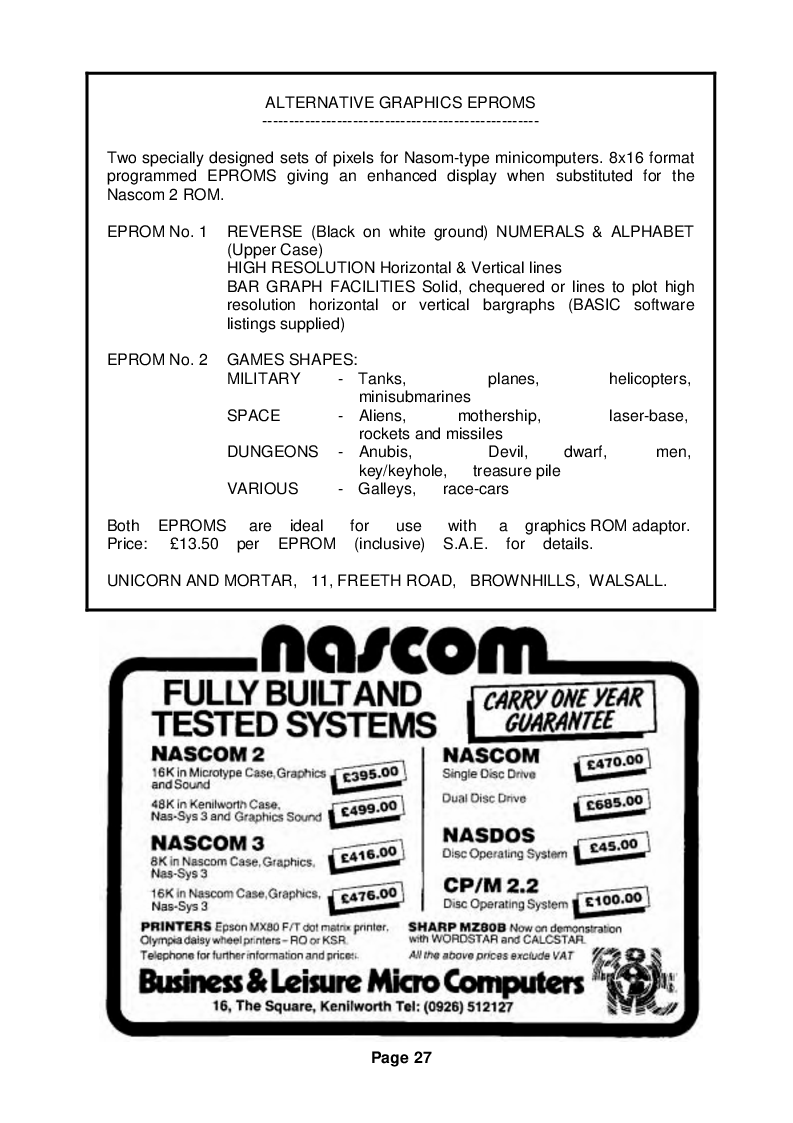 ALTERNATIVE GRAPHICS EPROMS
----------------------------------------------------
Two specially designed sets of pixels for Nasom-type minicomputers. 8x16 format
programmed EPROMS giving an enhanced display when substituted for the
Nascom 2 ROM.
EPROM No. 1 REVERSE (Black on white ground) NUMERALS & ALPHABET
(Upper Case)
HIGH RESOLUTION Horizontal & Vertical lines
BAR GRAPH FACILITIES Solid, chequered or lines to plot high
resolution horizontal or vertical bargraphs (BASIC software
listings supplied)
EPROM No. 2 GAMES SHAPES:
MILITARY - Tanks, planes, helicopters,
minisubmarines
SPACE - Aliens, mothership, laser-base,
rockets and missiles
DUNGEONS - Anubis, Devil, dwarf, men,
key/keyhole, treasure pile
VARIOUS - Galleys, race-cars
Both EPROMS are ideal for use with a graphics ROM adaptor.
Price: £13.50 per EPROM (inclusive) S.A.E. for details.
UNICORN AND MORTAR, 11, FREETH ROAD, BROWNHILLS, WALSALL.
nascom
FULLY BUILT AND
TESTED SYSTEMS
CARRY ONE YEAR
GUARANTEE
NASCOM 2
16K in Microtype Case, Graphics
and Sound
£395.00
48K in Kenilworth Case,
Nas-Sys 3 and Graphics Sound
£499.00
NASCOM 3
8K in Nascom Case, Graphics,
Nas-Sys 3
£416.00
16K in Nascom Case, Graphics,
Nas-Sys 3
£476.00
NASCOM
Single Disc Drive
£470.00
Dual Disc Drive
£685.00
NASDOS
Disc Operating System
£45.00
CP/M 2.2
Disc Operating System
£100.00
PRINTERS Epson MX80 F/T dot matrix printer,
Olympia daisy wheel printers – RO or KSR.
Telephone for further information and prices.
SHARP MZ80B Now on demonstration
with WORDSTAR and CALCSTAR.
All the above prices exclude VAT
Business & Leisure Micro Computers
16, The Square, Kenilworth Tel: (0926) 512127
Page 27